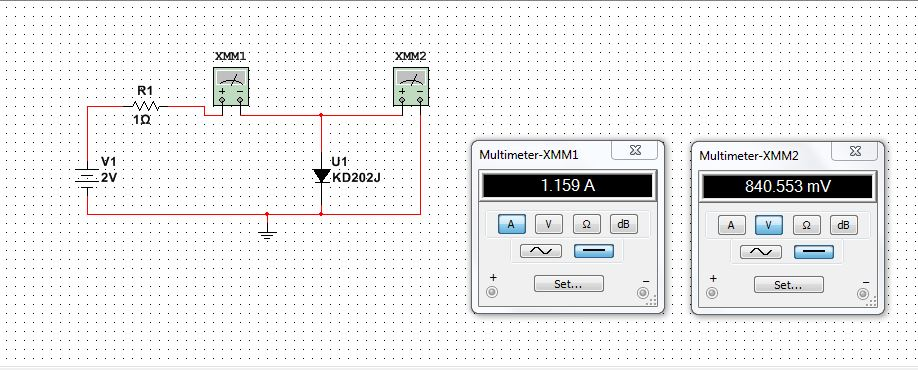 XMM1
XMM2
R1
1Ω
V1
2V
U1
KD202J
Multimeter-XMM1
1.159 A
A V Ω dB
+ −
Set...
Multimeter-XMM2
840.553 mV
A V Ω dB
+ −
Set...